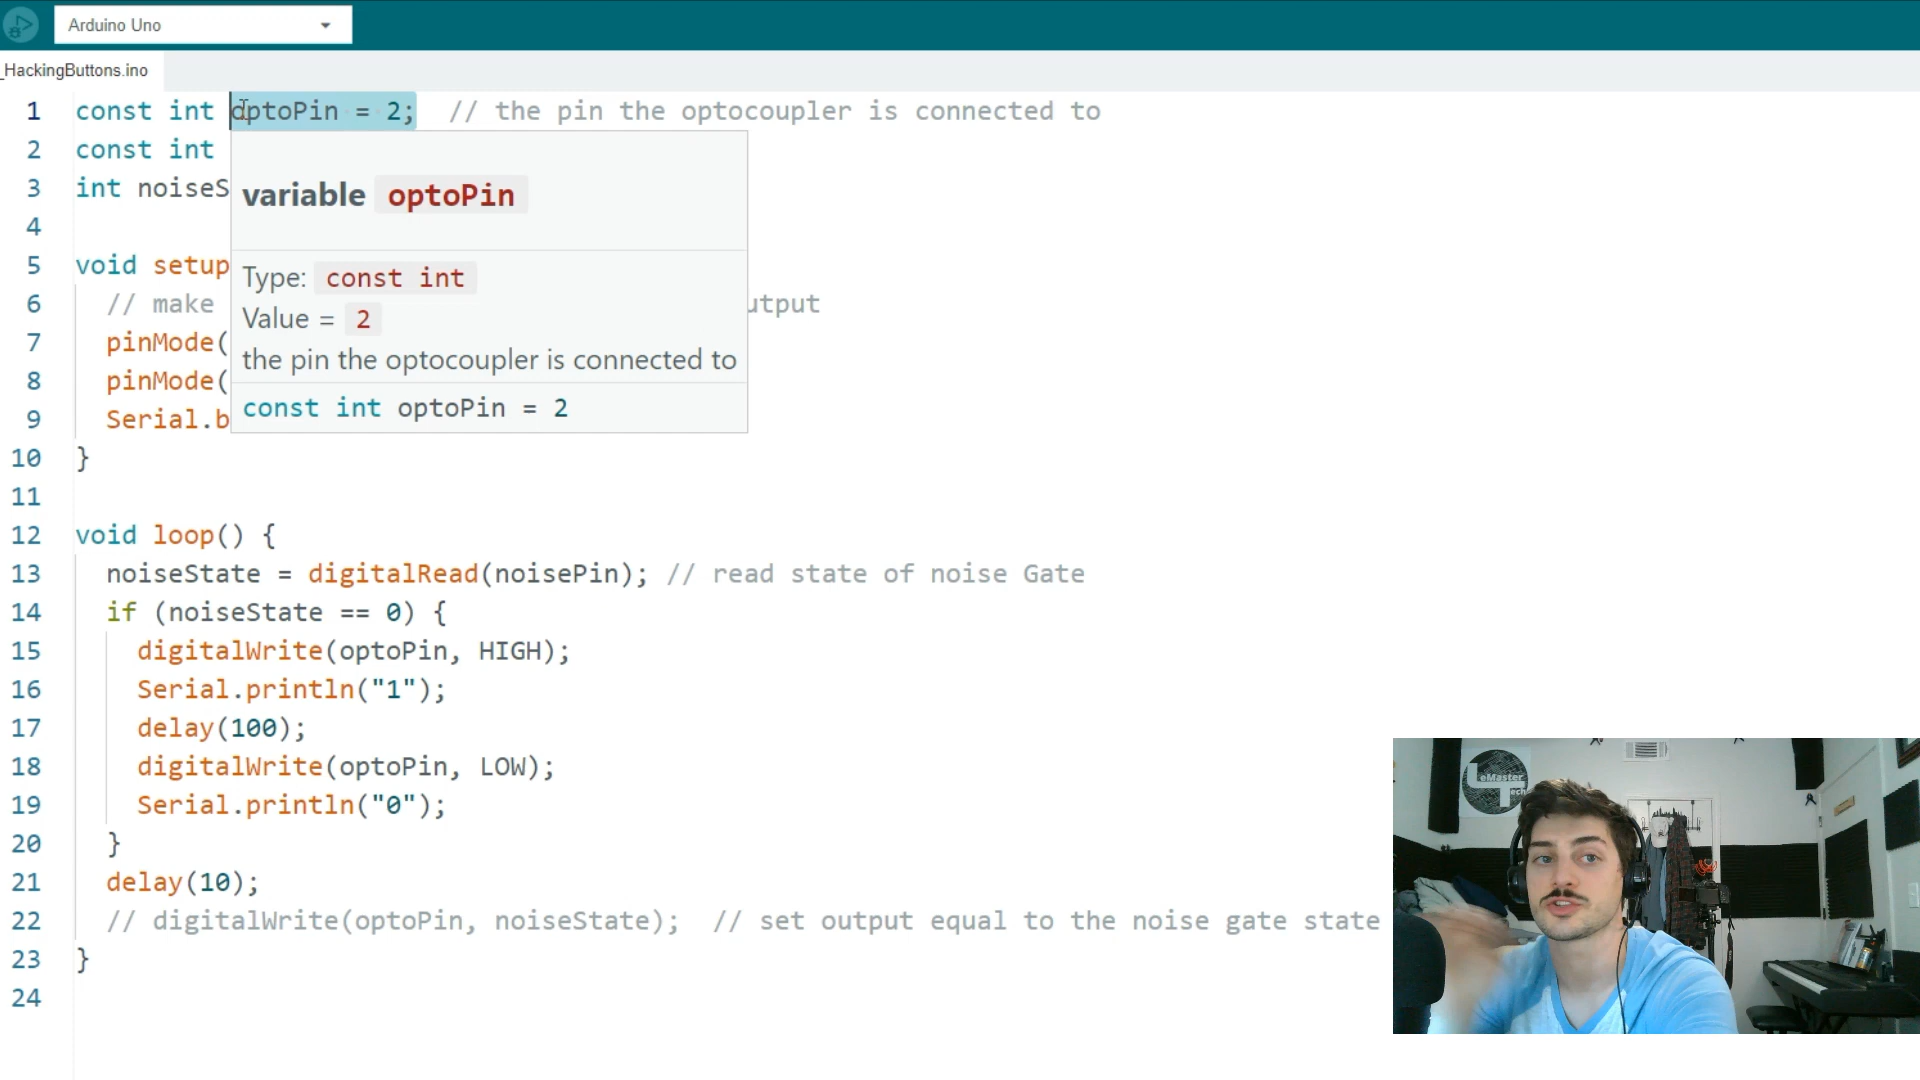 Arduino Uno
_HackingButtons.ino
1 const int optoPin = 2; // the pin the optocoupler is connected to
2 const int
3 int noiseS
4
5 void setup
6 // make utput
7 pinMode(
8 pinMode(
9 Serial.b
10 }
11
12 void loop() {
13 noiseState = digitalRead(noisePin); // read state of noise Gate
14 if (noiseState == 0) {
15 digitalWrite(optoPin, HIGH);
16 Serial.println("1");
17 delay(100);
18 digitalWrite(optoPin, LOW);
19 Serial.println("0");
20 }
21 delay(10);
22 // digitalWrite(optoPin, noiseState); // set output equal to the noise gate state
23 }
24
variable optoPin
Type: const int
Value = 2
the pin the optocoupler is connected to
const int optoPin = 2
LeMaster
Tech